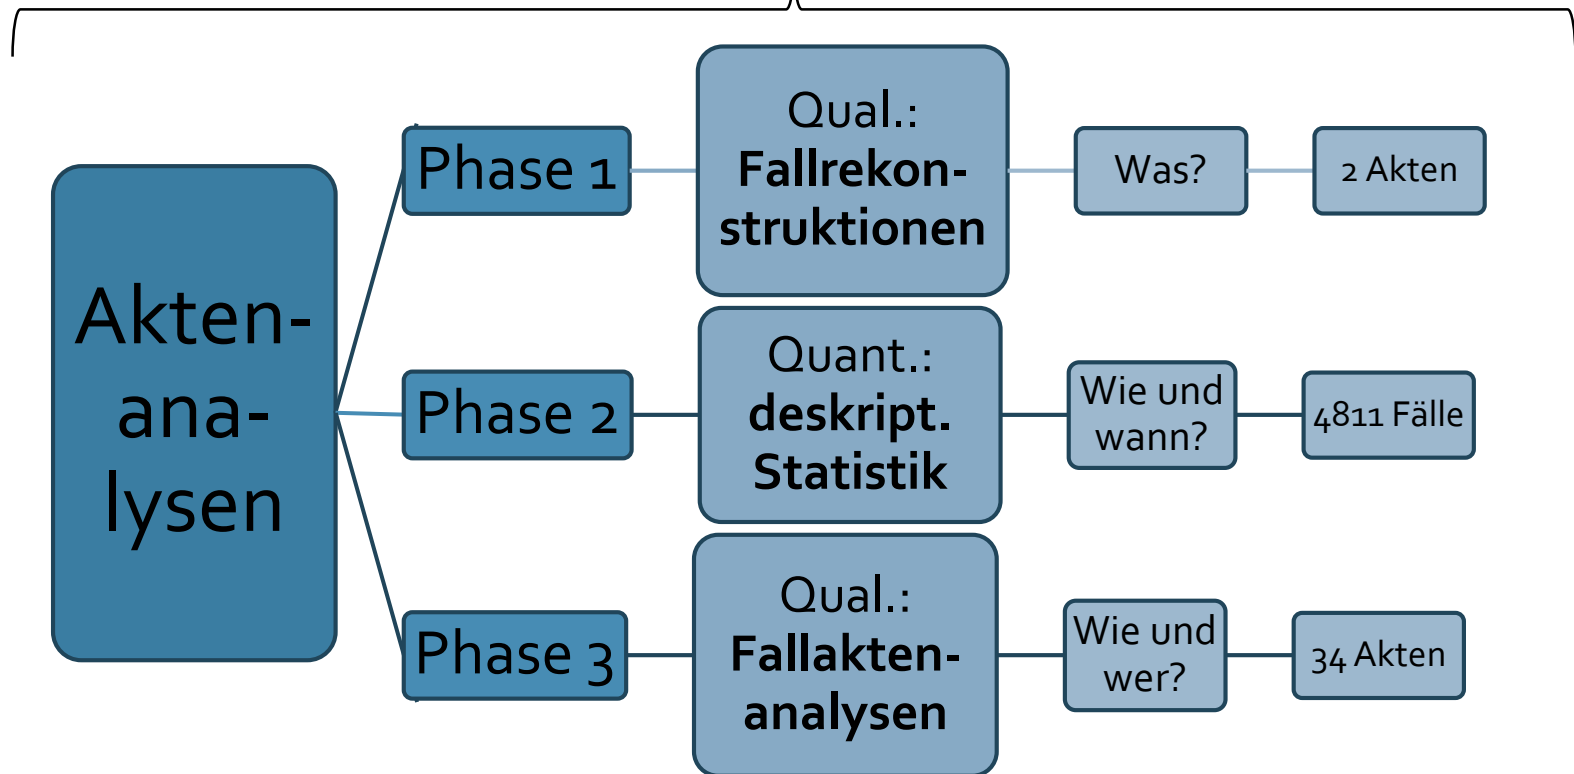 Akten-
ana-
lysen
Phase 1
Qual.:
Fallrekon-
struktionen
Was?
2 Akten
Phase 2
Quant.:
deskript.
Statistik
Wie und
wann?
4811 Fälle
Phase 3
Qual.:
Fallakten-
analysen
Wie und
wer?
34 Akten